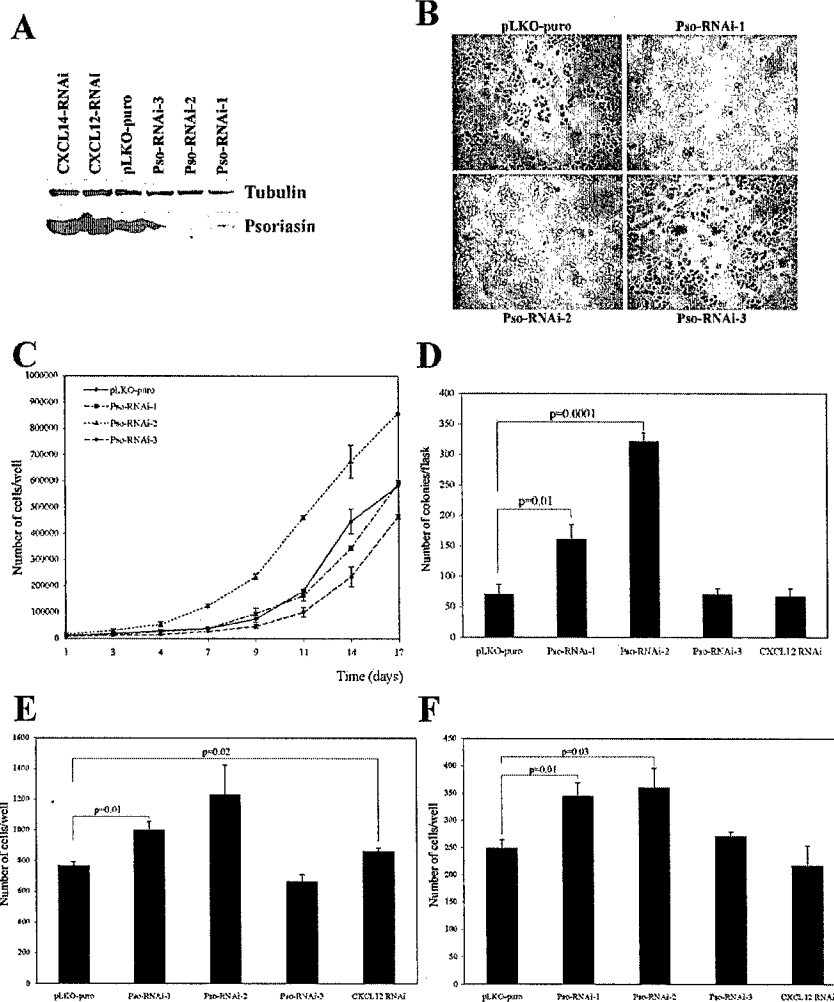 A
CXCL14-RNAi
CXCL12-RNAi
pLKO-puro
Pso-RNAi-3
Pso-RNAi-2
Pso-RNAi-1
Tubulin
Psoriasin
B
pLKO-puro
Pso-RNAi-1
Pso-RNAi-2
Pso-RNAi-3
C
Number of cells/well
1000000
900000
800000
700000
600000
500000
400000
300000
200000
100000
0
pLKO-puro
Pso-RNAi-1
Pso-RNAi-2
Pso-RNAi-3
1 3 4 7 9 11 14 17
Time (days)
D
Number of colonies/flask
400
350
300
250
200
150
100
50
0
p=0.0001
p=0.01
pLKO-puro Pso-RNAi-1 Pso-RNAi-2 Pso-RNAi-3 CXCL12 RNAi
E
Number of cells/well
1600
1400
1200
1000
800
600
400
200
0
p=0.02
p=0.01
pLKO-puro Pso-RNAi-1 Pso-RNAi-2 Pso-RNAi-3 CXCL12 RNAi
F
Number of cells/well
450
400
350
300
250
200
150
100
50
0
p=0.03
p=0.01
pLKO-puro Pso-RNAi-1 Pso-RNAi-2 Pso-RNAi-3 CXCL12 RNAi